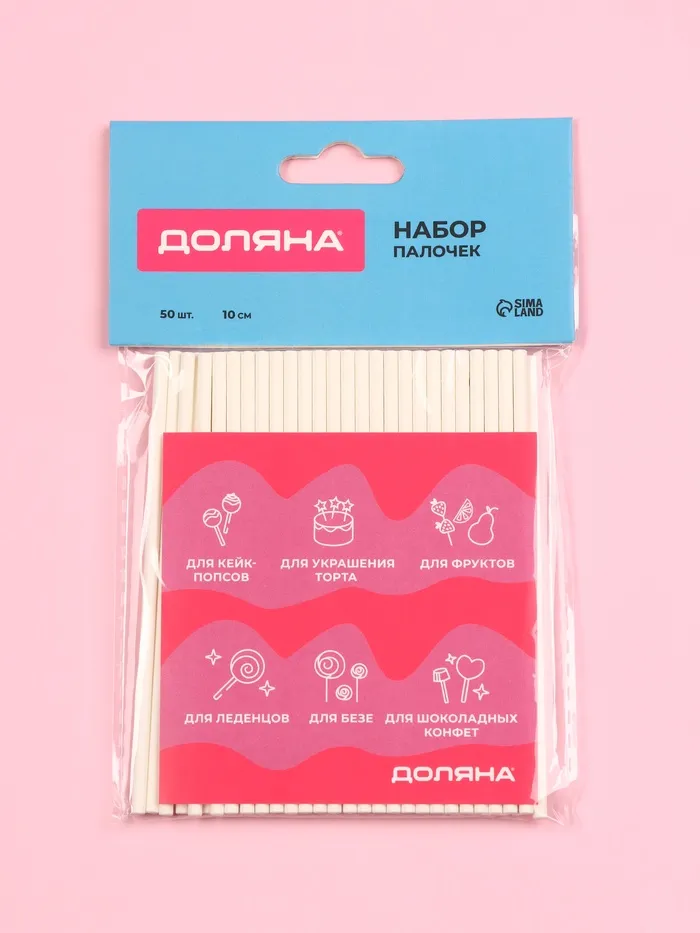 ДОЛЯНА®
НАБОР
ПАЛОЧЕК
50 шт. 10 см
SIMA
LAND
ДЛЯ КЕЙК-
ПОПСОВ
ДЛЯ УКРАШЕНИЯ
ТОРТА
ДЛЯ ФРУКТОВ
ДЛЯ ЛЕДЕНЦОВ
ДЛЯ БЕЗЕ
ДЛЯ ШОКОЛАДНЫХ
КОНФЕТ
ДОЛЯНА®